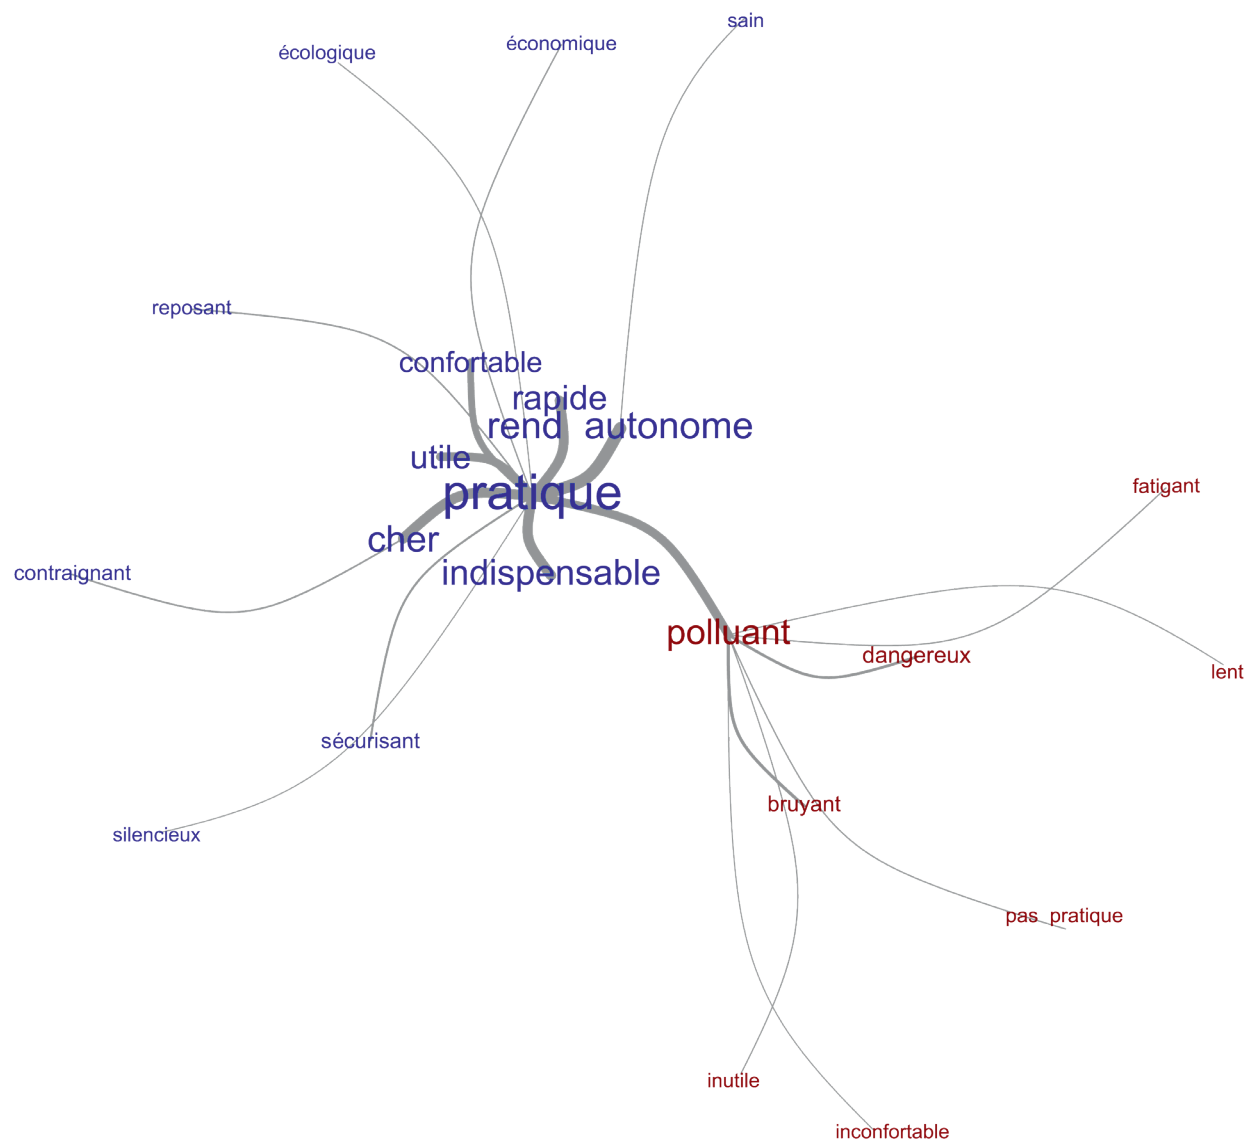 sain
économique
écologique
reposant
confortable
rapide
rend autonome
utile
pratique
fatigant
cher
contraignant
indispensable
polluant
dangereux
lent
sécurisant
bruyant
silencieux
pas pratique
inutile
inconfortable